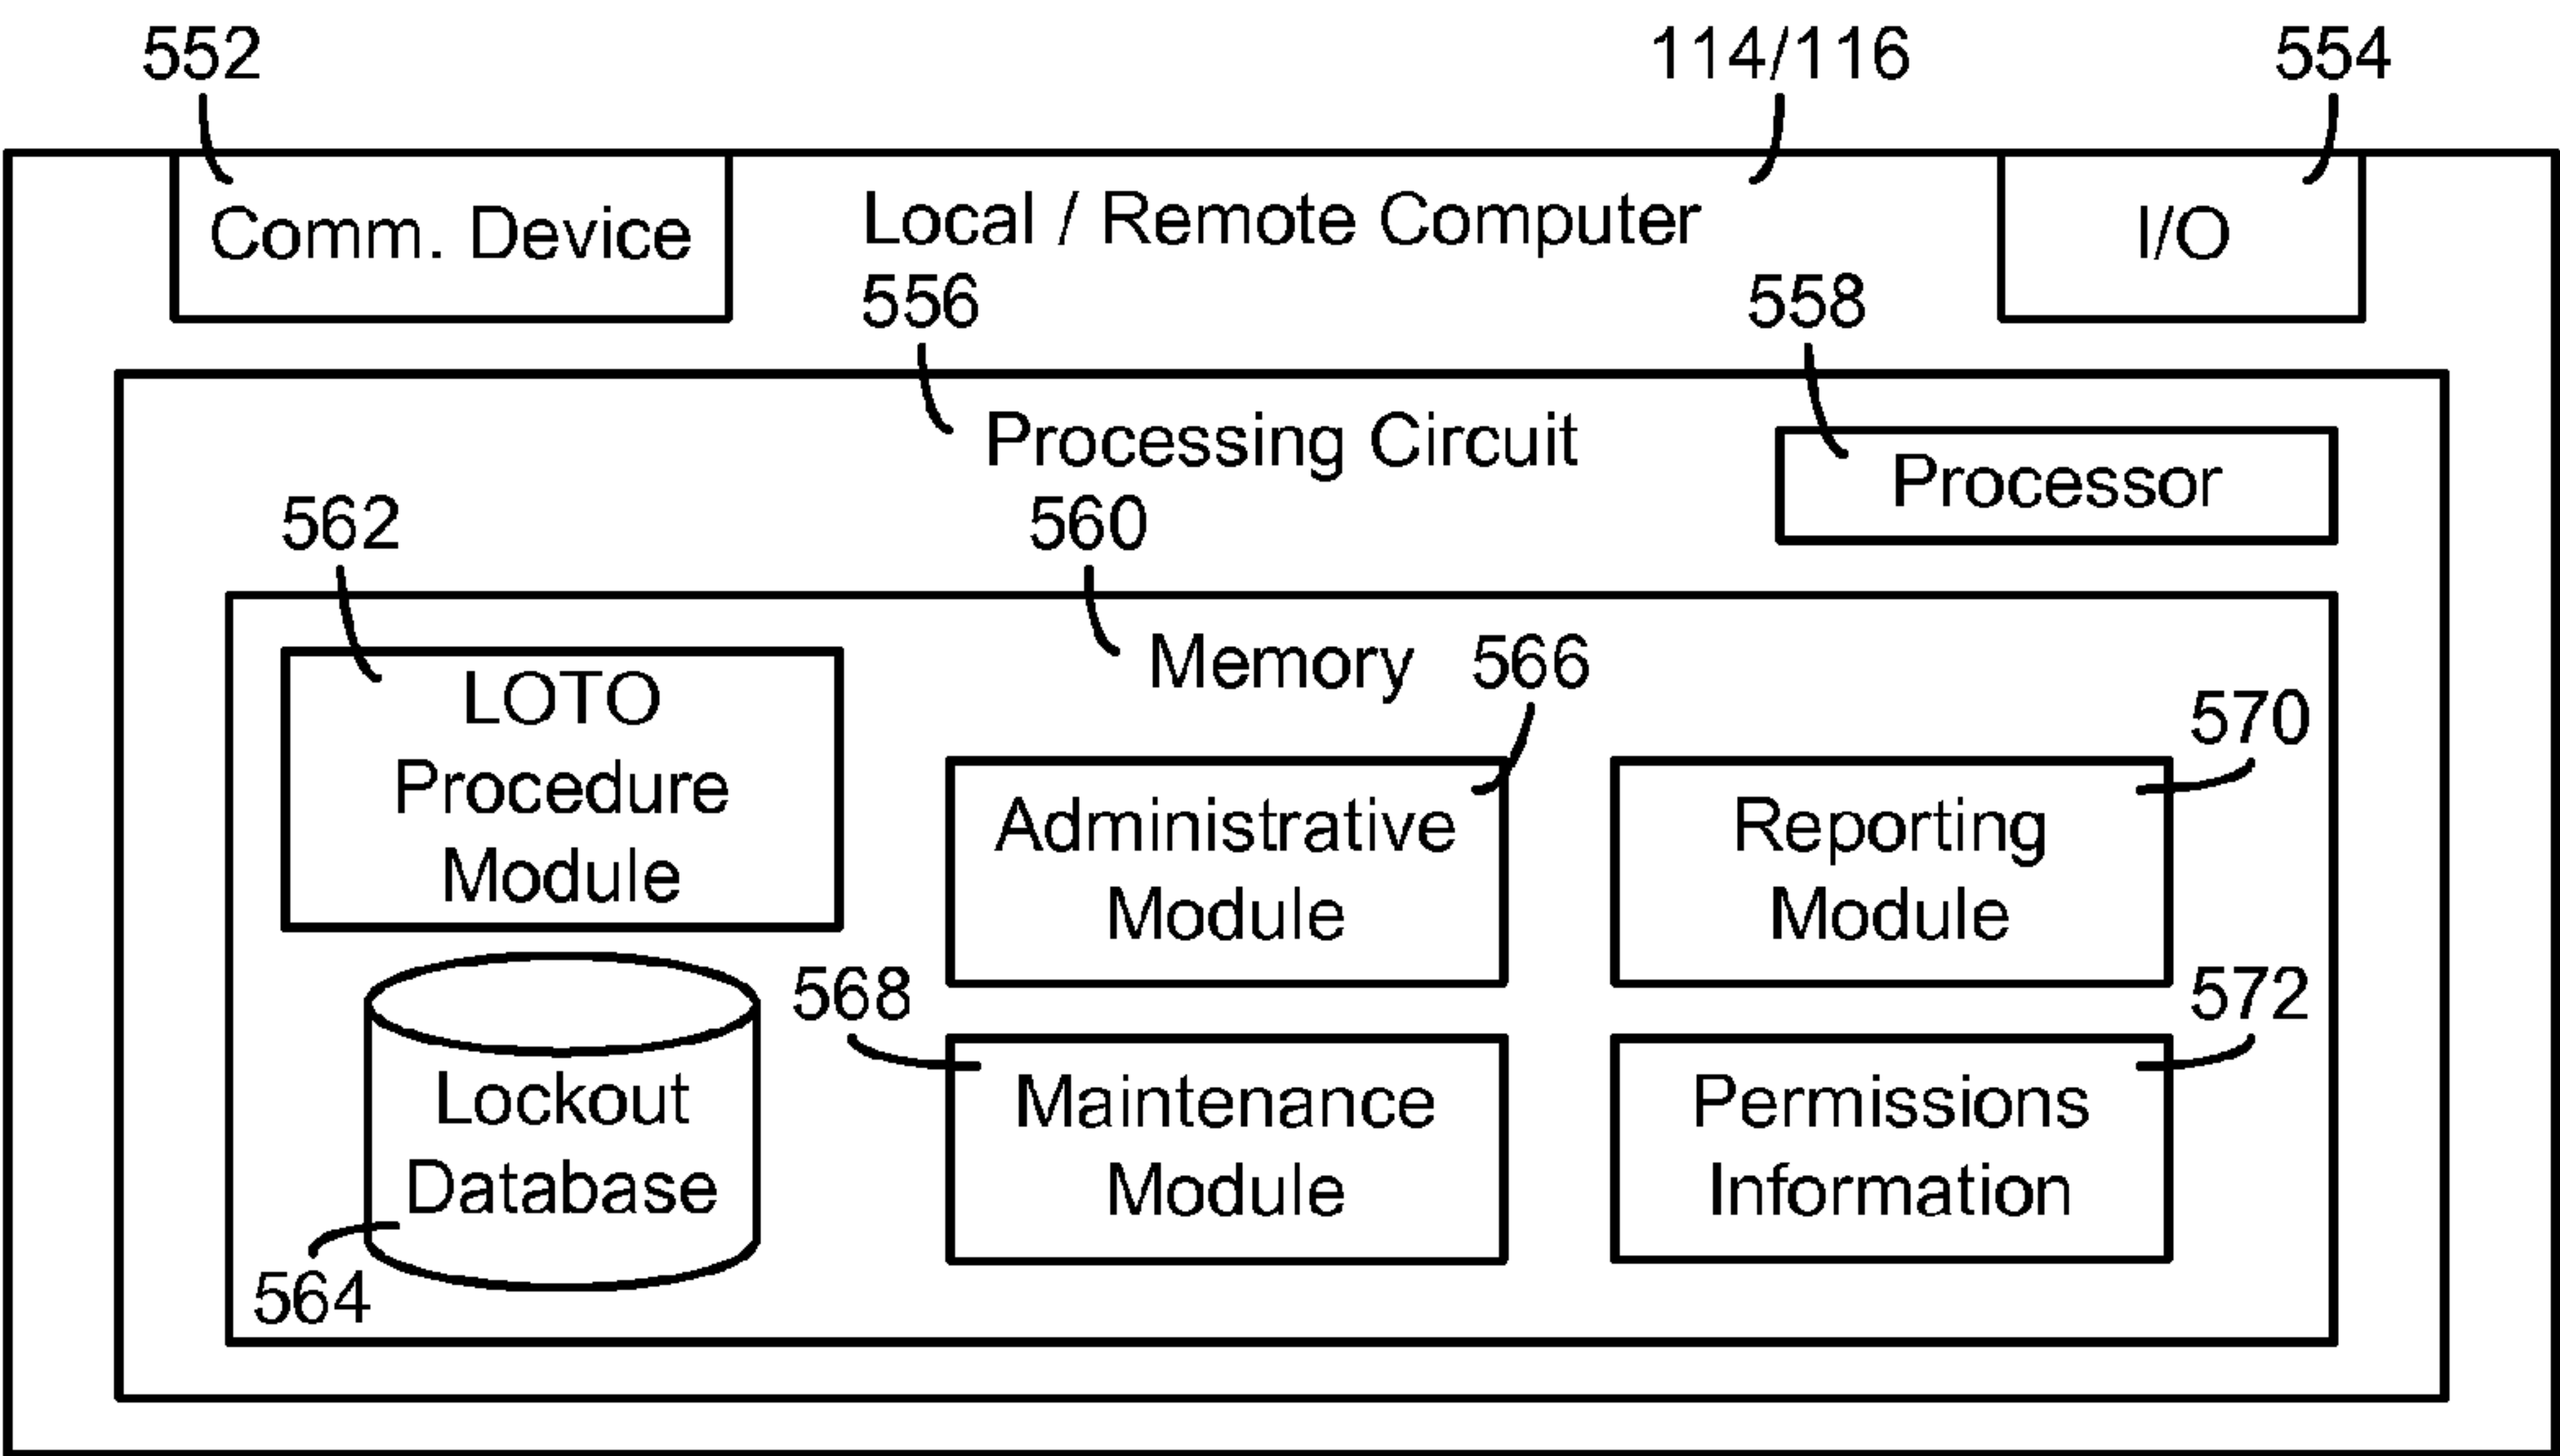 552
114/116
554
Comm. Device
Local / Remote Computer
I/O
556
558
Processing Circuit
Processor
562
560
LOTO
Procedure
Module
Memory
566
570
Administrative
Module
Reporting
Module
568
572
Lockout
Database
Maintenance
Module
Permissions
Information
564